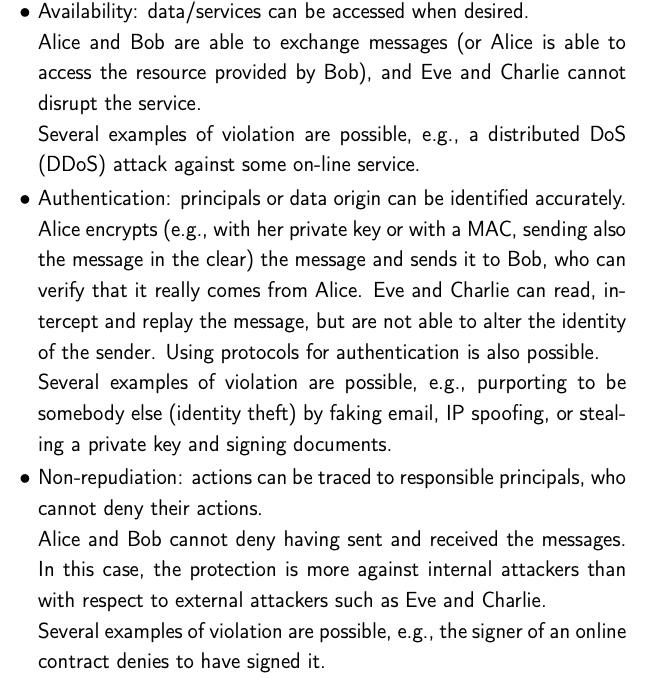 • Availability: data/services can be accessed when desired.
Alice and Bob are able to exchange messages (or Alice is able to
access the resource provided by Bob), and Eve and Charlie cannot
disrupt the service.
Several examples of violation are possible, e.g., a distributed DoS
(DDoS) attack against some on-line service.
• Authentication: principals or data origin can be identified accurately.
Alice encrypts (e.g., with her private key or with a MAC, sending also
the message in the clear) the message and sends it to Bob, who can
verify that it really comes from Alice. Eve and Charlie can read, in-
tercept and replay the message, but are not able to alter the identity
of the sender. Using protocols for authentication is also possible.
Several examples of violation are possible, e.g., purporting to be
somebody else (identity theft) by faking email, IP spoofing, or steal-
ing a private key and signing documents.
• Non-repudiation: actions can be traced to responsible principals, who
cannot deny their actions.
Alice and Bob cannot deny having sent and received the messages.
In this case, the protection is more against internal attackers than
with respect to external attackers such as Eve and Charlie.
Several examples of violation are possible, e.g., the signer of an online
contract denies to have signed it.